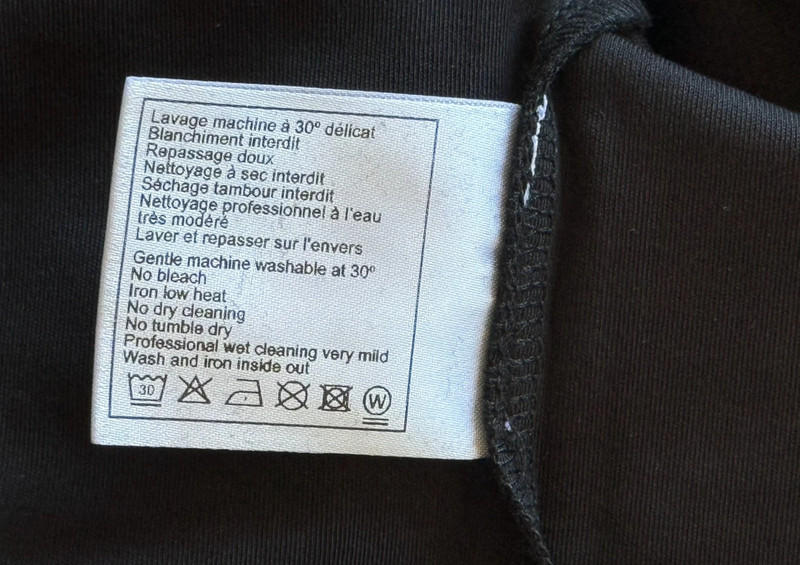 Lavage machine à 30º délicat
Blanchiment interdit
Repassage doux
Nettoyage à sec interdit
Séchage tambour interdit
Nettoyage professionnel à l'eau
très modéré
Laver et repasser sur l'envers
Gentle machine washable at 30º
No bleach
Iron low heat
No dry cleaning
No tumble dry
Professional wet cleaning very mild
Wash and iron inside out
30 W